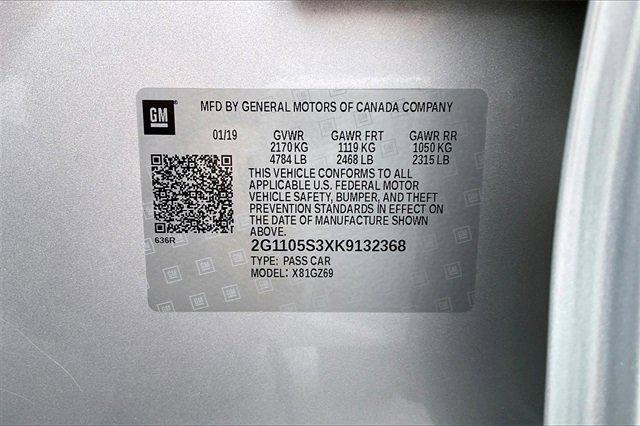 GM
MFD BY GENERAL MOTORS OF CANADA COMPANY
01/19 GVWR GAWR FRT GAWR RR
2170 KG 1119 KG 1050 KG
4784 LB 2468 LB 2315 LB
THIS VEHICLE CONFORMS TO ALL
APPLICABLE U.S. FEDERAL MOTOR
VEHICLE SAFETY, BUMPER, AND THEFT
PREVENTION STANDARDS IN EFFECT ON
THE DATE OF MANUFACTURE SHOWN
ABOVE.
636R
2G1105S3XK9132368
TYPE: PASS CAR
MODEL: X81GZ69